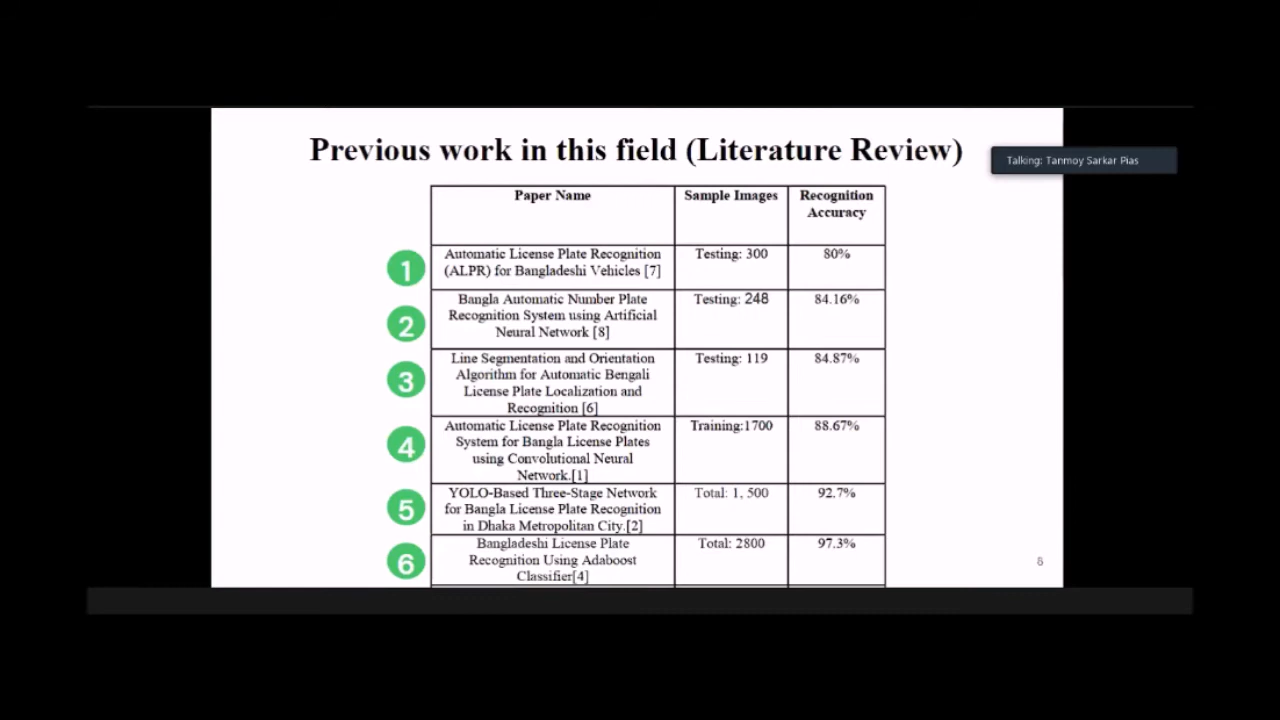 Previous work in this field (Literature Review)
Talking: Tanmoy Sarkar Pias
Paper Name
Sample Images
Recognition
Accuracy
1
Automatic License Plate Recognition
(ALPR) for Bangladeshi Vehicles [7]
Testing: 300
80%
2
Bangla Automatic Number Plate
Recognition System using Artificial
Neural Network [8]
Testing: 248
84.16%
3
Line Segmentation and Orientation
Algorithm for Automatic Bengali
License Plate Localization and
Recognition [6]
Testing: 119
84.87%
4
Automatic License Plate Recognition
System for Bangla License Plates
using Convolutional Neural
Network.[1]
Training:1700
88.67%
5
YOLO-Based Three-Stage Network
for Bangla License Plate Recognition
in Dhaka Metropolitan City.[2]
Total: 1, 500
92.7%
6
Bangladeshi License Plate
Recognition Using Adaboost
Classifier[4]
Total: 2800
97.3%